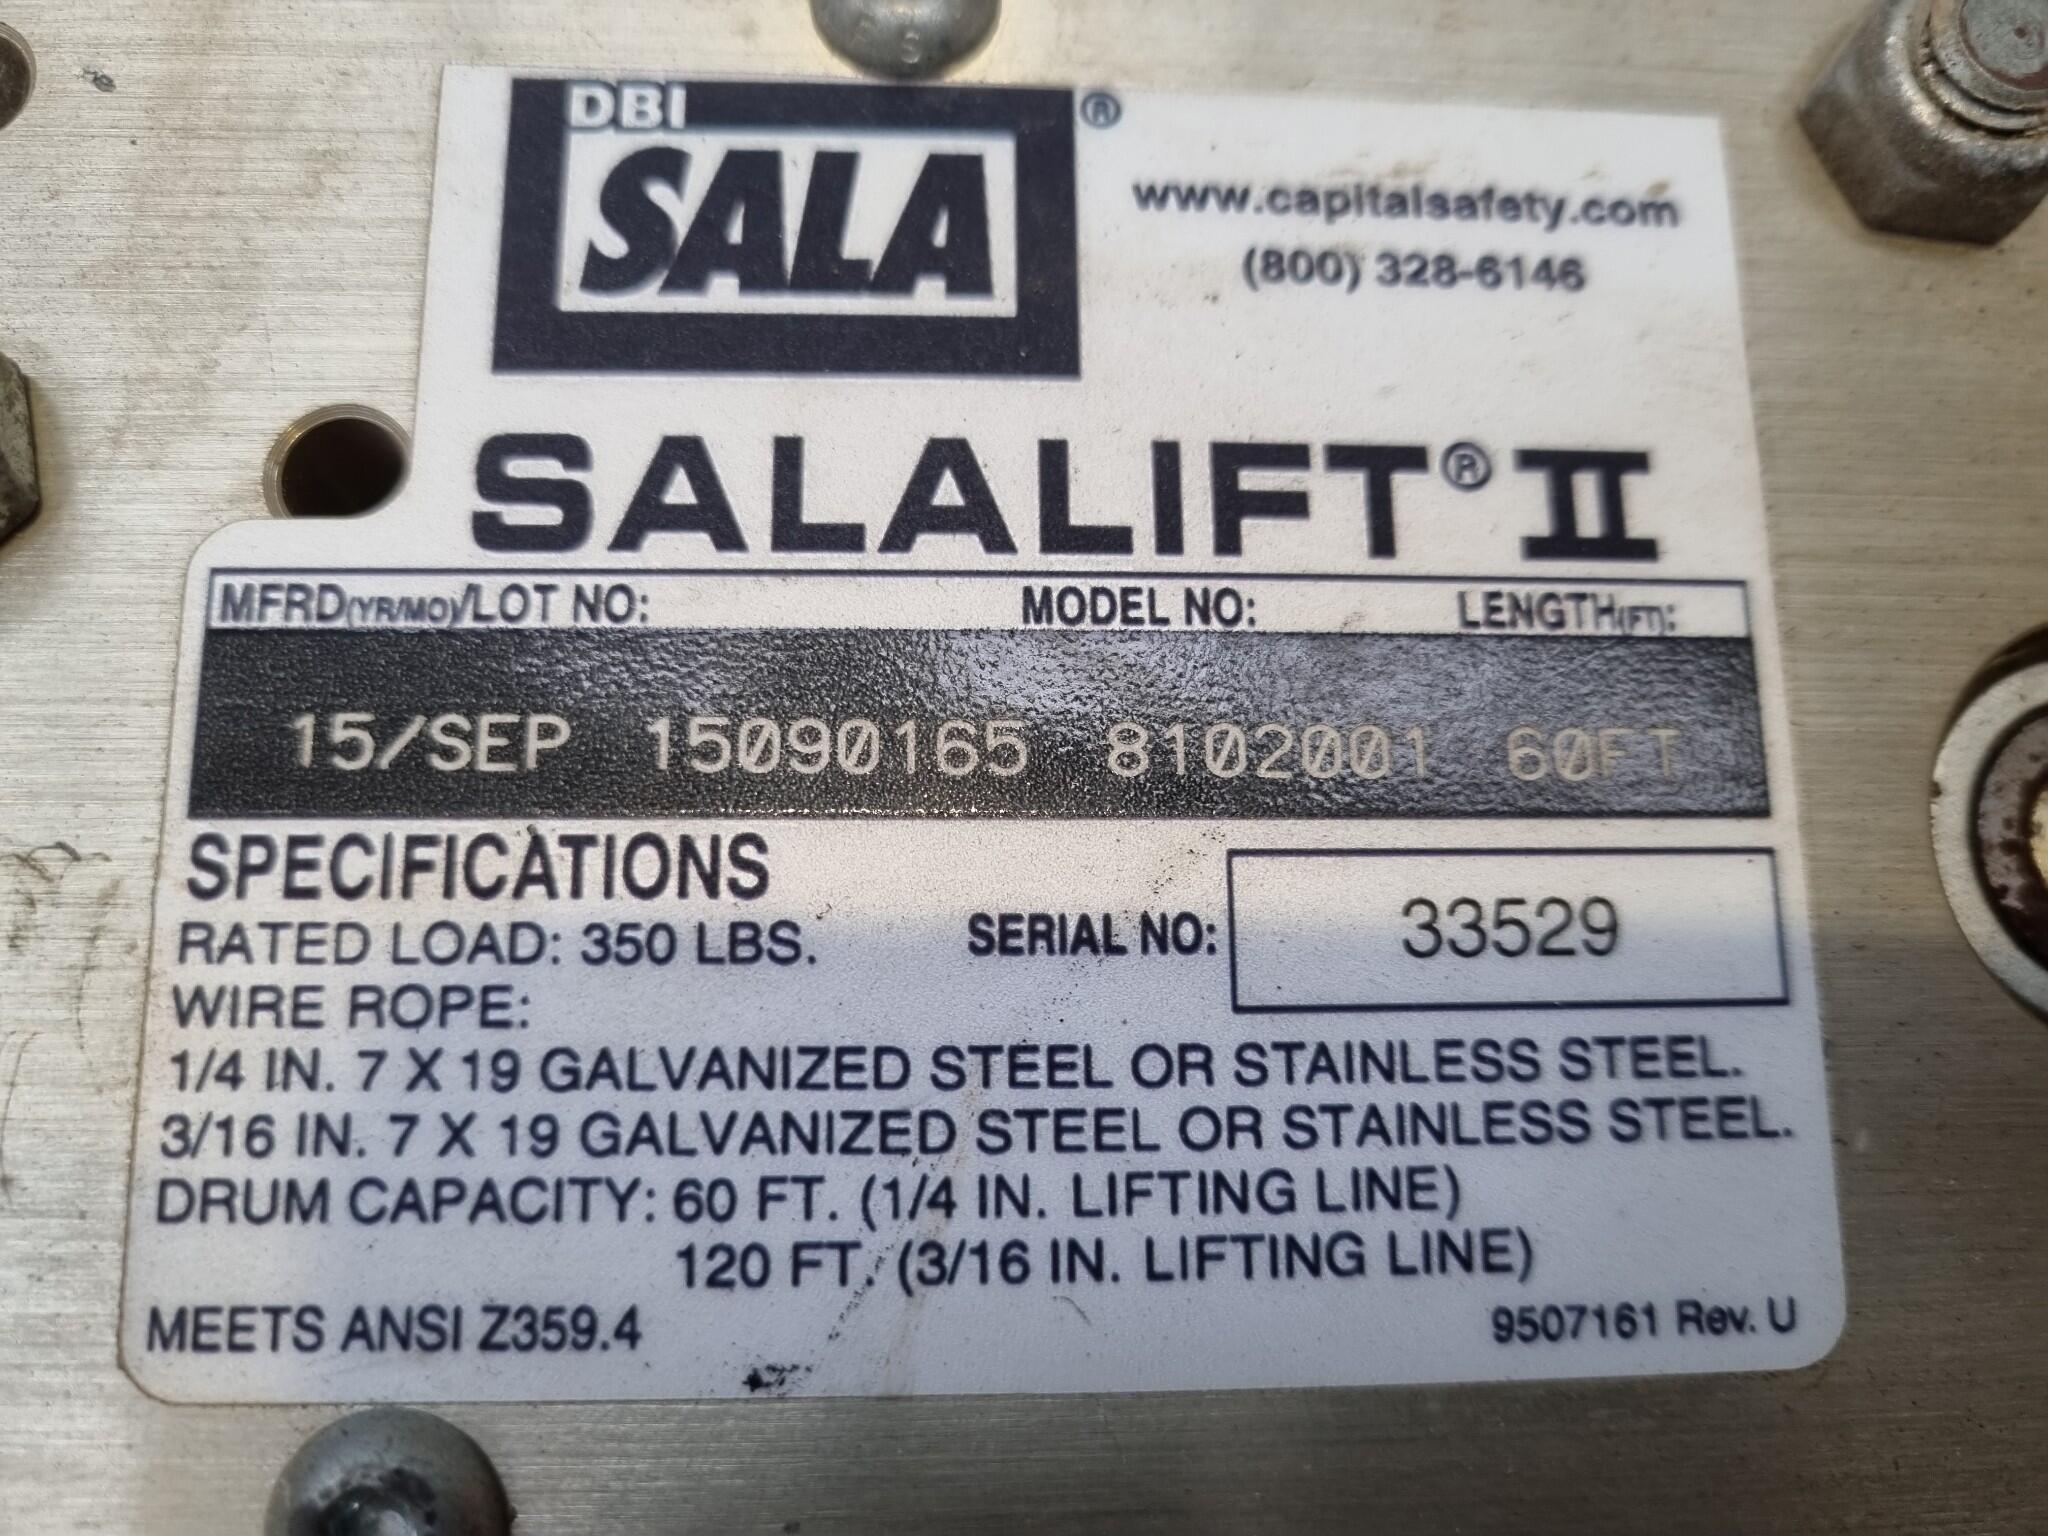 DBI
SALA®
www.capitalsafety.com
(800) 328-6146
SALALIFT® II
MFRD(YR/MO)/LOT NO: MODEL NO: LENGTH(FT):
15/SEP 15090165 8102001 60FT
SPECIFICATIONS
RATED LOAD: 350 LBS. SERIAL NO: 33529
WIRE ROPE:
1/4 IN. 7 X 19 GALVANIZED STEEL OR STAINLESS STEEL.
3/16 IN. 7 X 19 GALVANIZED STEEL OR STAINLESS STEEL.
DRUM CAPACITY: 60 FT. (1/4 IN. LIFTING LINE)
120 FT. (3/16 IN. LIFTING LINE)
MEETS ANSI Z359.4 9507161 Rev. U